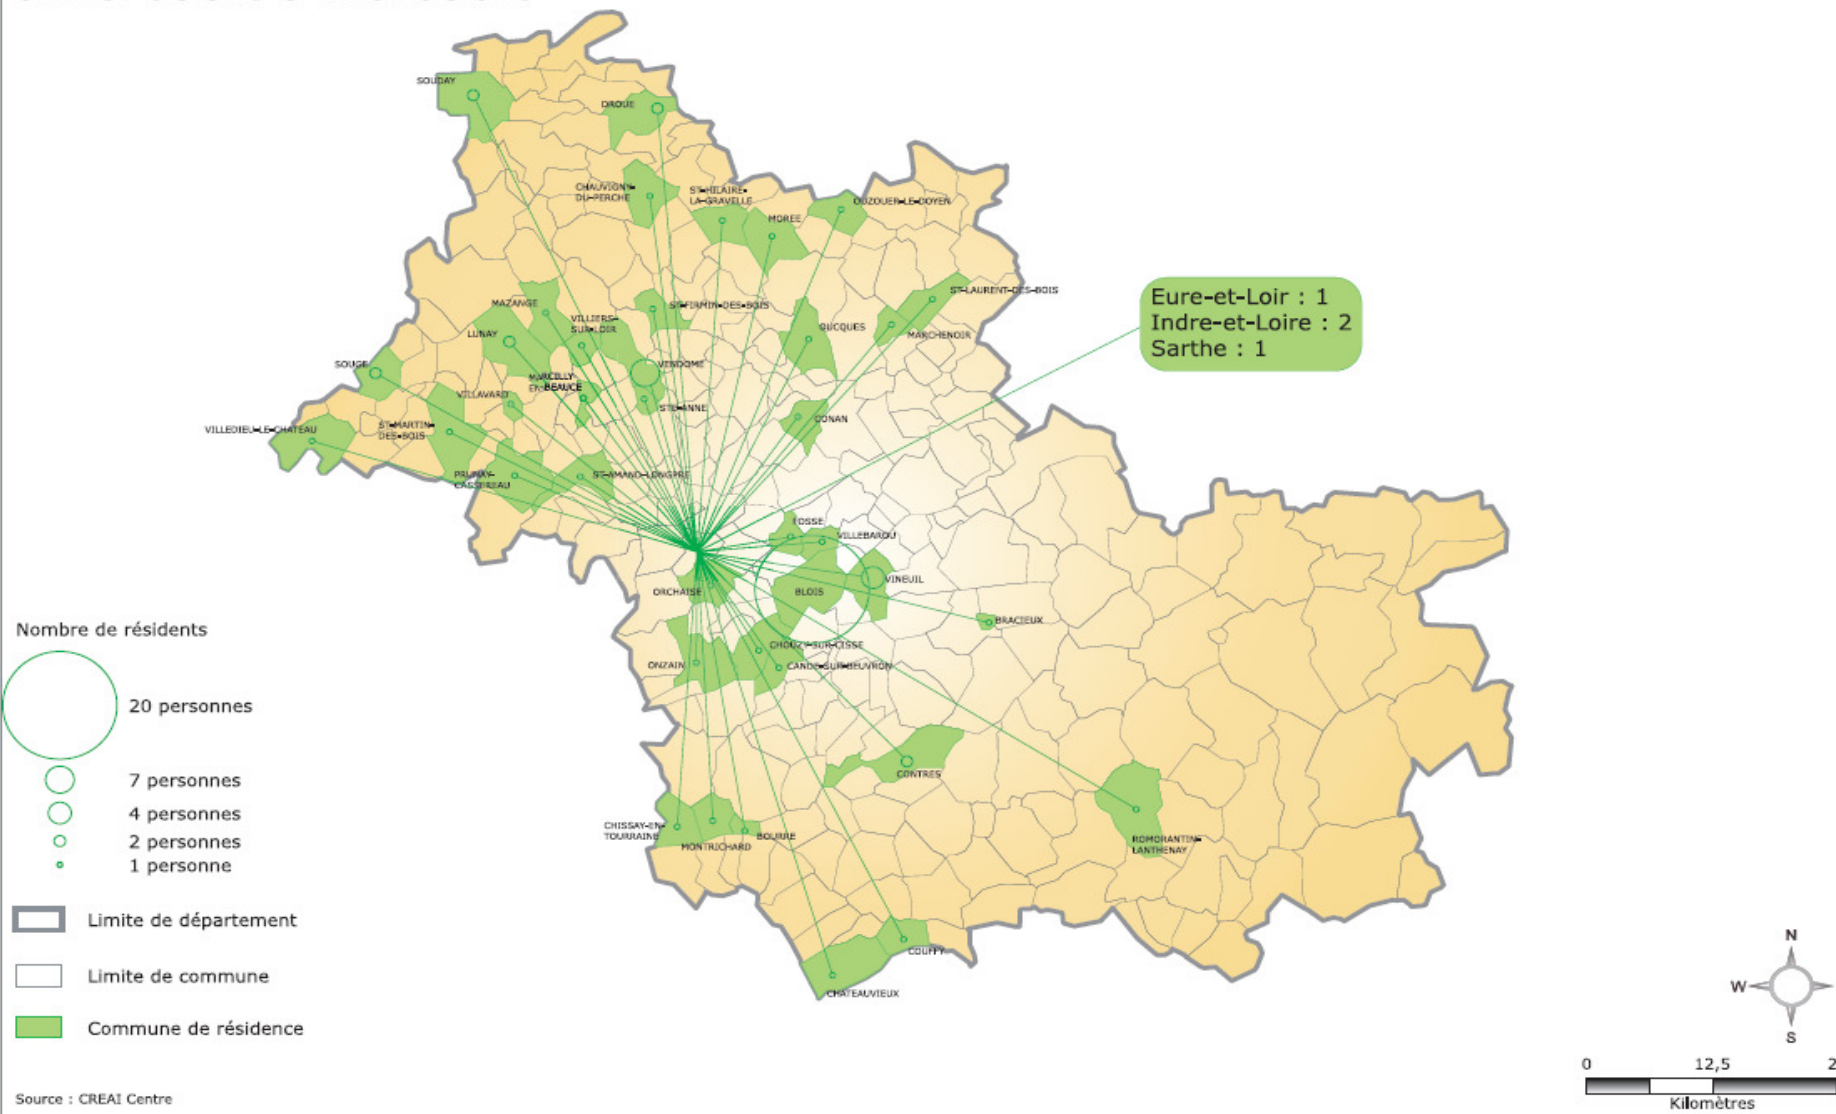 SOUDAY
DROUE
CHAUVIGNY-
DU-PERCHE
ST-HILAIRE-
LA-GRAVELLE
MOREE
OUZOUER-LE-DOYEN
ST-LAURENT-DES-BOIS
MARCHENOIR
OUCQUES
MAZANGE
ST-FIRMIN-DES-BOIS
VILLIERS-
SUR-LOIR
LUNAY
VENDOME
SOUGE
MARCILLY-
EN-BEAUCE
VILLAVARD
STE-ANNE
CONAN
VILLEDIEU-LE-CHATEAU
ST-MARTIN-
DES-BOIS
PRUNAY-
CASSEREAU
ST-AMAND-LONGPRE
Eure-et-Loir : 1
Indre-et-Loire : 2
Sarthe : 1
FOSSE
VILLEBAROU
VINEUIL
ORCHAISE
BLOIS
BRACIEUX
CHOUZY-SUR-CISSE
ONZAIN
CANDE-SUR-BEUVRON
CONTRES
CHISSAY-EN-
TOURRAINE
MONTRICHARD
BOURRE
ROMORANTIN-
LANTHENAY
COUFFY
CHATEAUVIEUX
Nombre de résidents
20 personnes
7 personnes
4 personnes
2 personnes
1 personne
Limite de département
Limite de commune
Commune de résidence
Source : CREAI Centre
N
W
S
0 12,5 2
Kilomètres